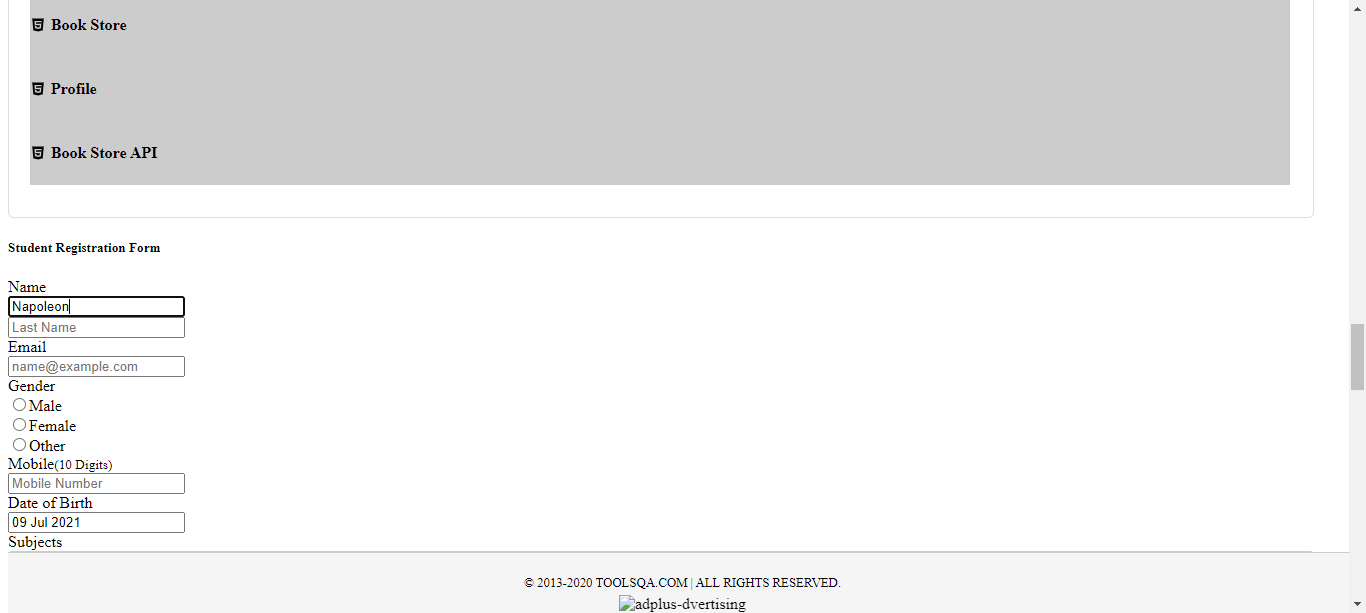 Book Store
Profile
Book Store API
Student Registration Form
Name
Napoleon
Last Name
Email
name@example.com
Gender
Male
Female
Other
Mobile(10 Digits)
Mobile Number
Date of Birth
09 Jul 2021
Subjects
© 2013-2020 TOOLSQA.COM | ALL RIGHTS RESERVED.
adplus-dvertising